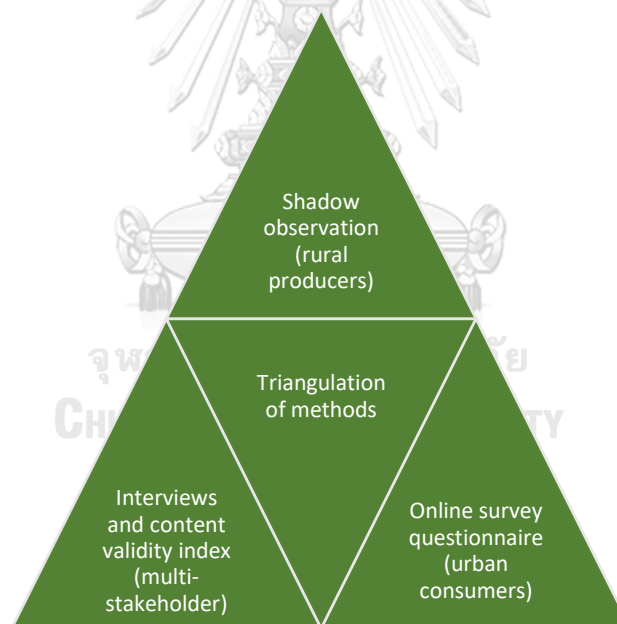 Shadow
observation
(rural
producers)
Triangulation
of methods
Interviews
and content
validity index
(multi-
stakeholder)
Online survey
questionnaire
(urban
consumers)